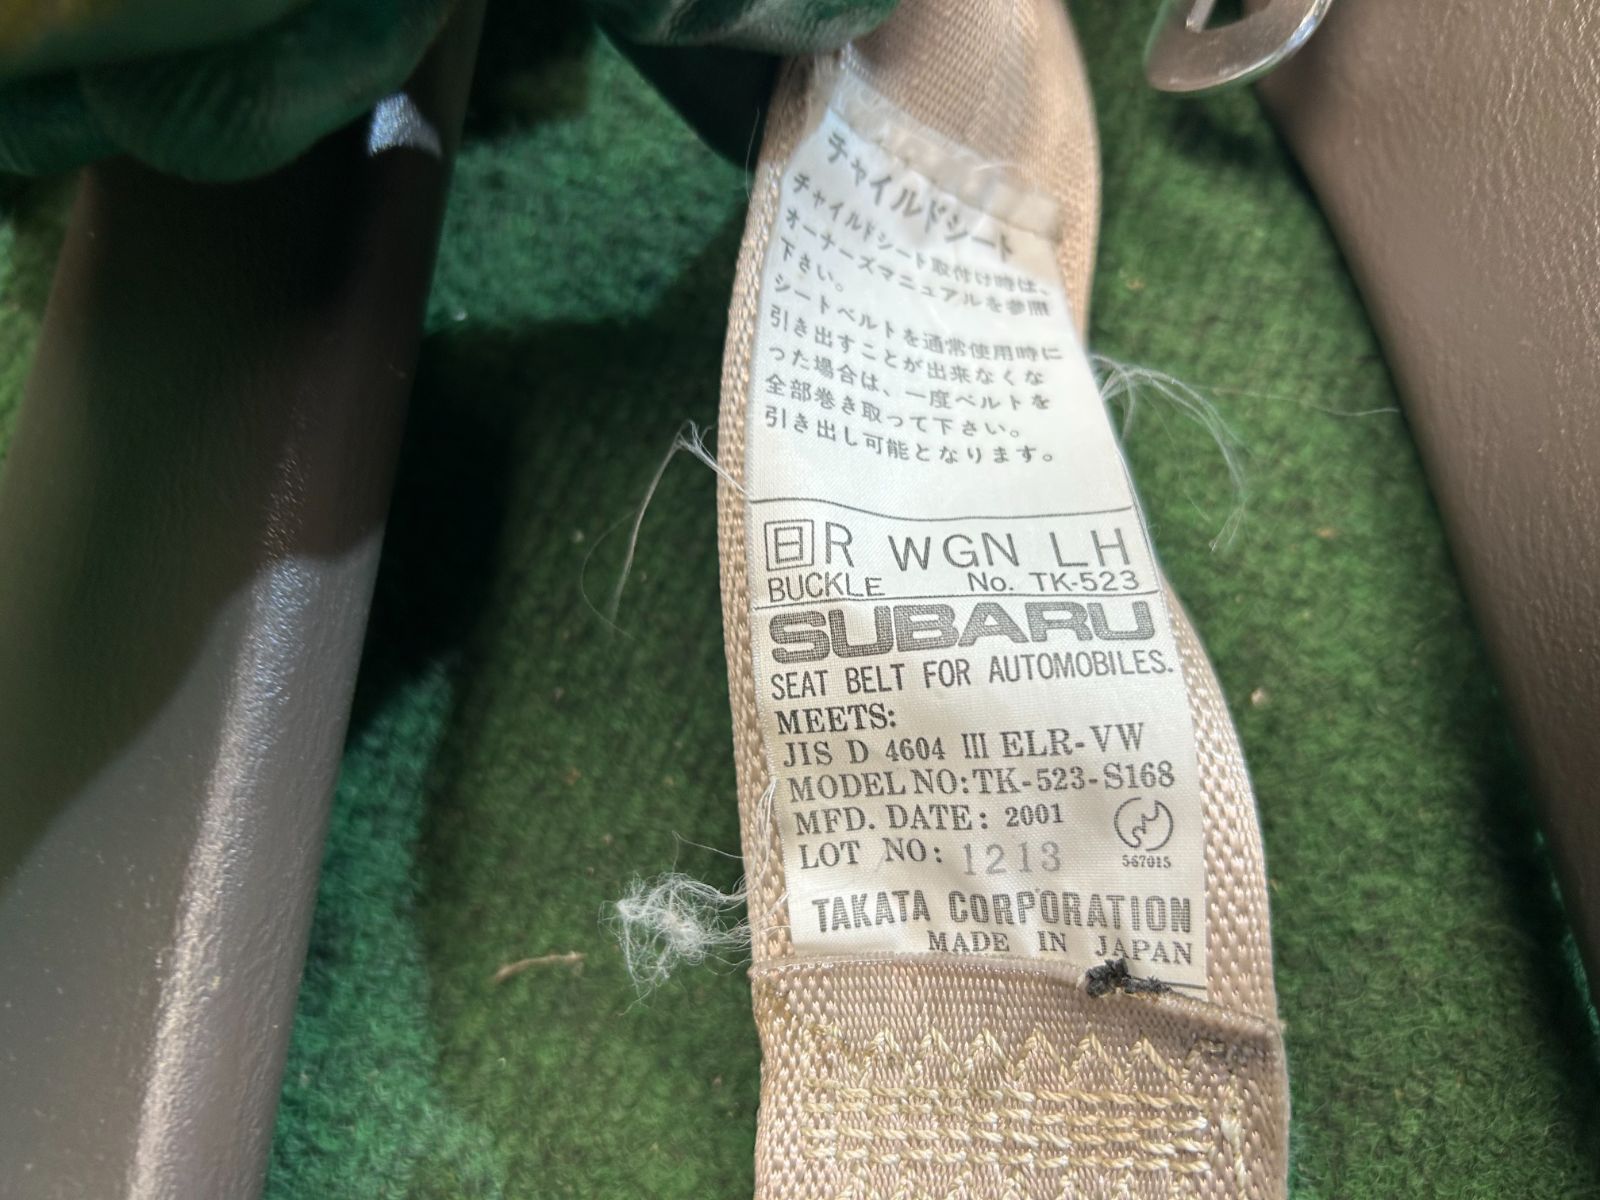 チャイルドシート
チャイルドシート取付け時は、
オーナーズマニュアルを参照
下さい。
シートベルトを通常使用時に
引き出すことが出来なくな
った場合は、一度ベルトを
全部巻き取って下さい。
引き出し可能となります。
日 R WGN LH
BUCKLE No. TK-523
SUBARU
SEAT BELT FOR AUTOMOBILES.
MEETS:
JIS D 4604 III ELR-VW
MODEL NO: TK-523-S168
MFD. DATE: 2001
LOT NO: 1213
567015
TAKATA CORPORATION
MADE IN JAPAN